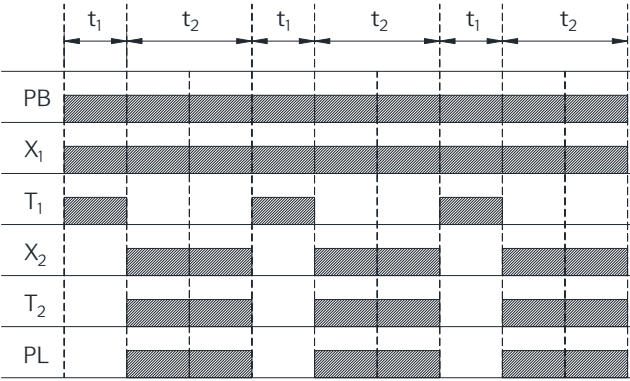 t₁ t₂ t₁ t₂ t₁ t₂
PB
X₁
T₁
X₂
T₂
PL